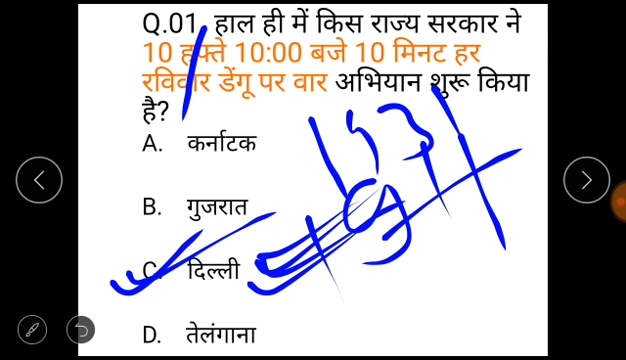 Q.01. हाल ही में किस राज्य सरकार ने
10 हफ्ते 10:00 बजे 10 मिनट हर
रविवार डेंगू पर वार अभियान शुरू किया
है?
A. कर्नाटक
B. गुजरात
C. दिल्ली
D. तेलंगाना